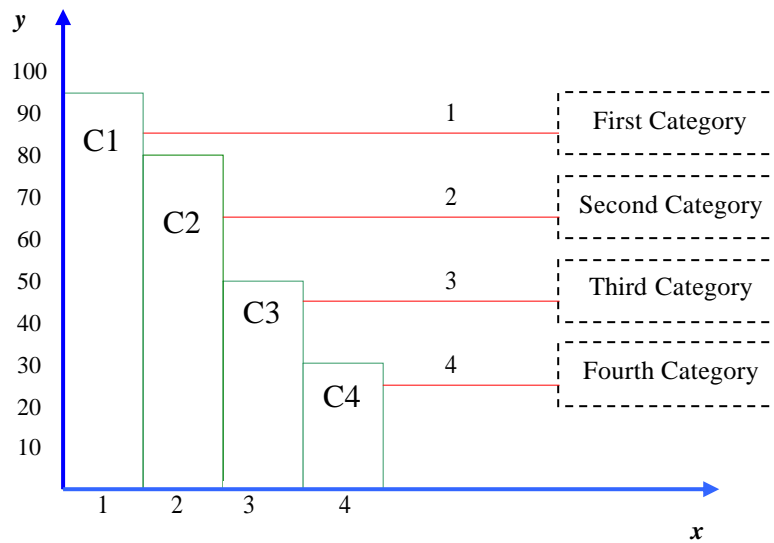 y
100
90
80
70
60
50
40
30
20
10
C1
C2
C3
C4
1
2
3
4
First Category
Second Category
Third Category
Fourth Category
1 2 3 4
x